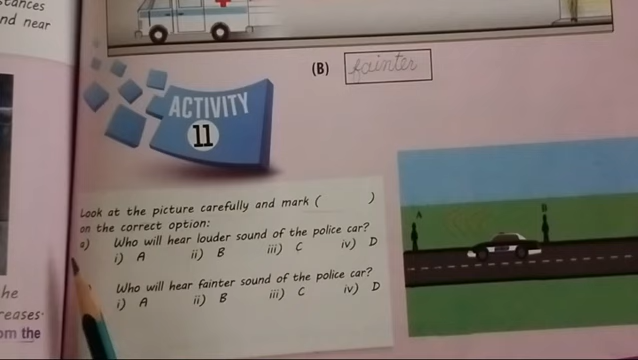 stances
nd near
(B) fainter
ACTIVITY
11
Look at the picture carefully and mark ( )
on the correct option:
a) Who will hear louder sound of the police car?
i) A ii) B iii) C iv) D
Who will hear fainter sound of the police car?
i) A ii) B iii) C iv) D
A B
he
reases.
om the